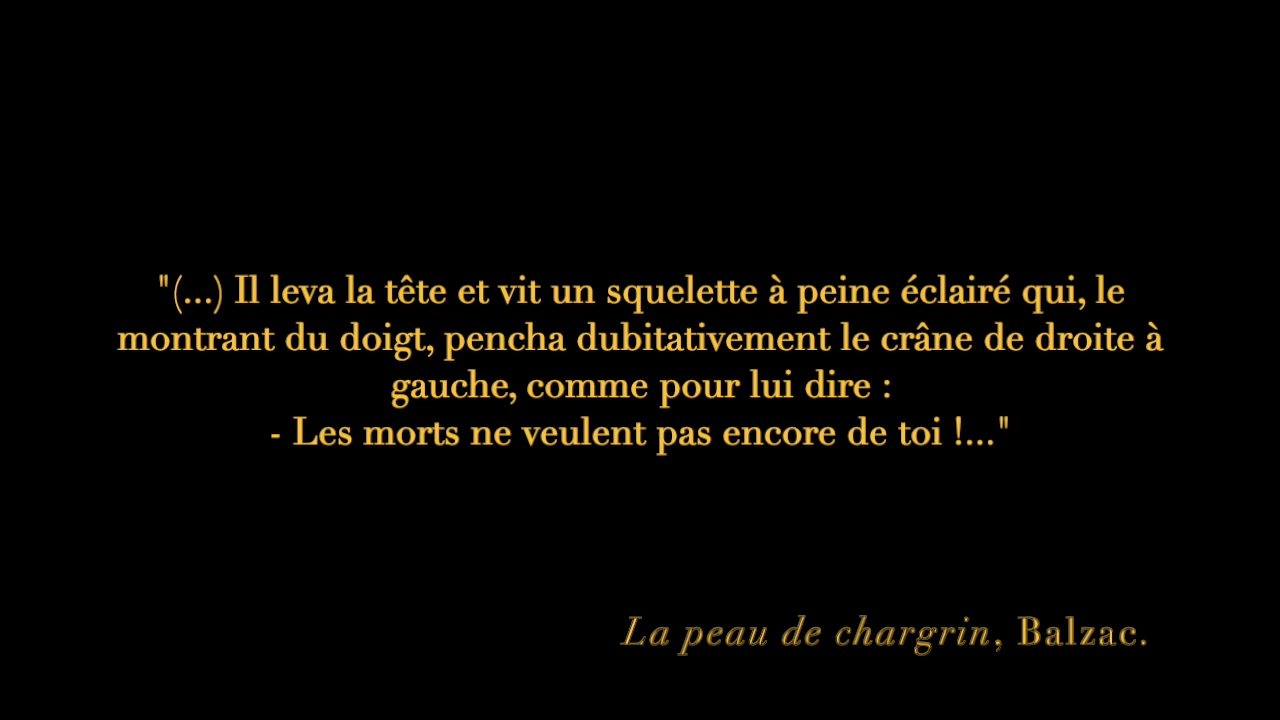 "(...) Il leva la tête et vit un squelette à peine éclairé qui, le
montrant du doigt, pencha dubitativement le crâne de droite à
gauche, comme pour lui dire :
- Les morts ne veulent pas encore de toi !..."
La peau de chargrin, Balzac.